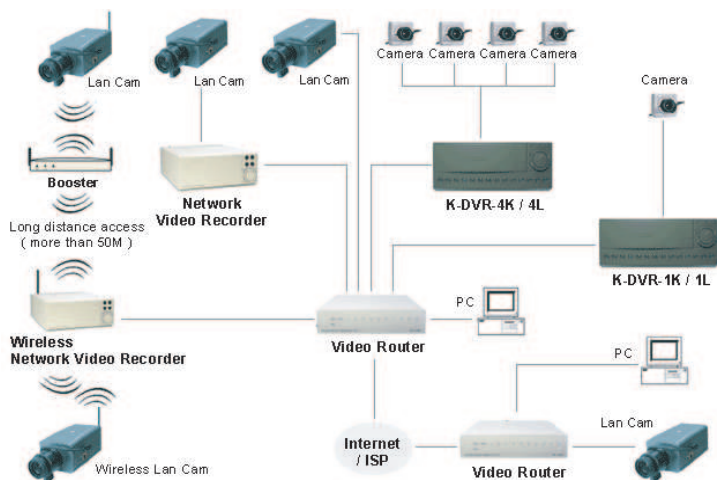 Camera Camera Camera Camera
Lan Cam
Lan Cam
Lan Cam
Camera
Booster
Network
Video Recorder
K-DVR-4K / 4L
Long distance access
( more than 50M )
K-DVR-1K / 1L
PC
Wireless
Network Video Recorder
Video Router
PC
Internet
/ ISP
Lan Cam
Wireless Lan Cam
Video Router